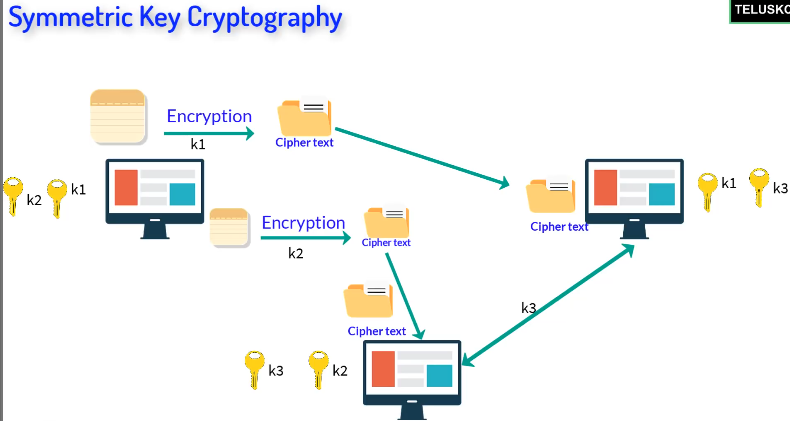 Symmetric Key Cryptography
TELUSKO
Encryption
k1
Cipher text
k2
k1
k1
k3
Cipher text
Encryption
k2
Cipher text
Cipher text
k3
k3
k2